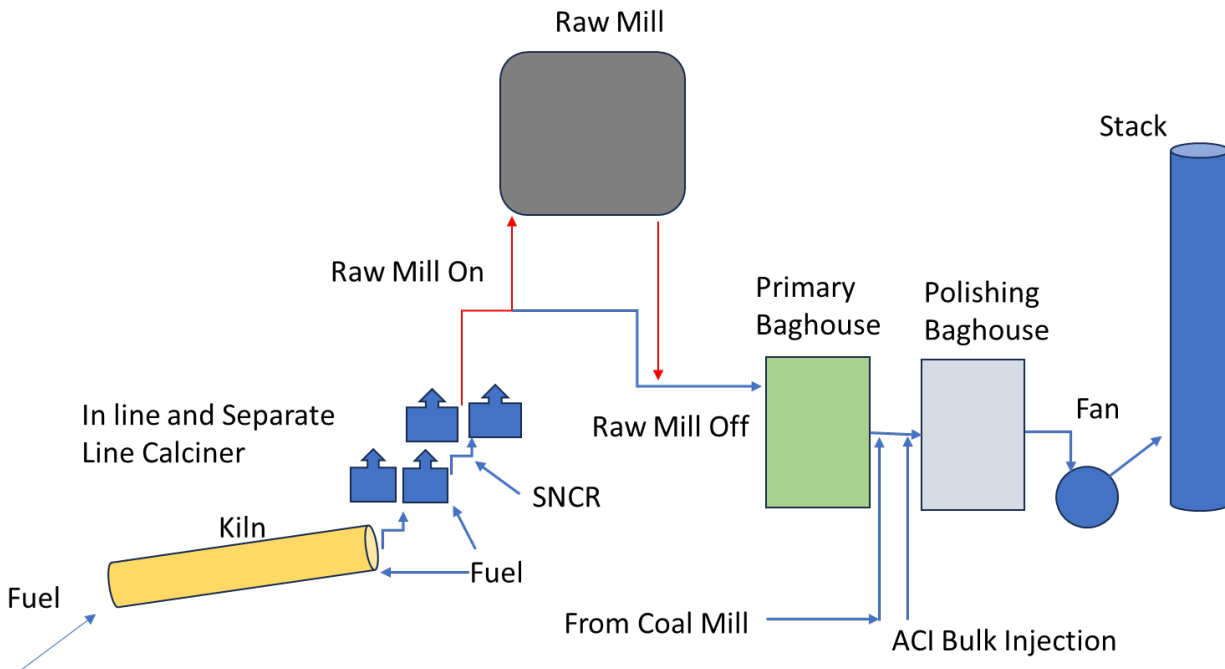 Raw Mill
Stack
Raw Mill On
Primary
Baghouse
Polishing
Baghouse
In line and Separate
Line Calciner
Raw Mill Off
Fan
SNCR
Kiln
Fuel
Fuel
From Coal Mill
ACI Bulk Injection